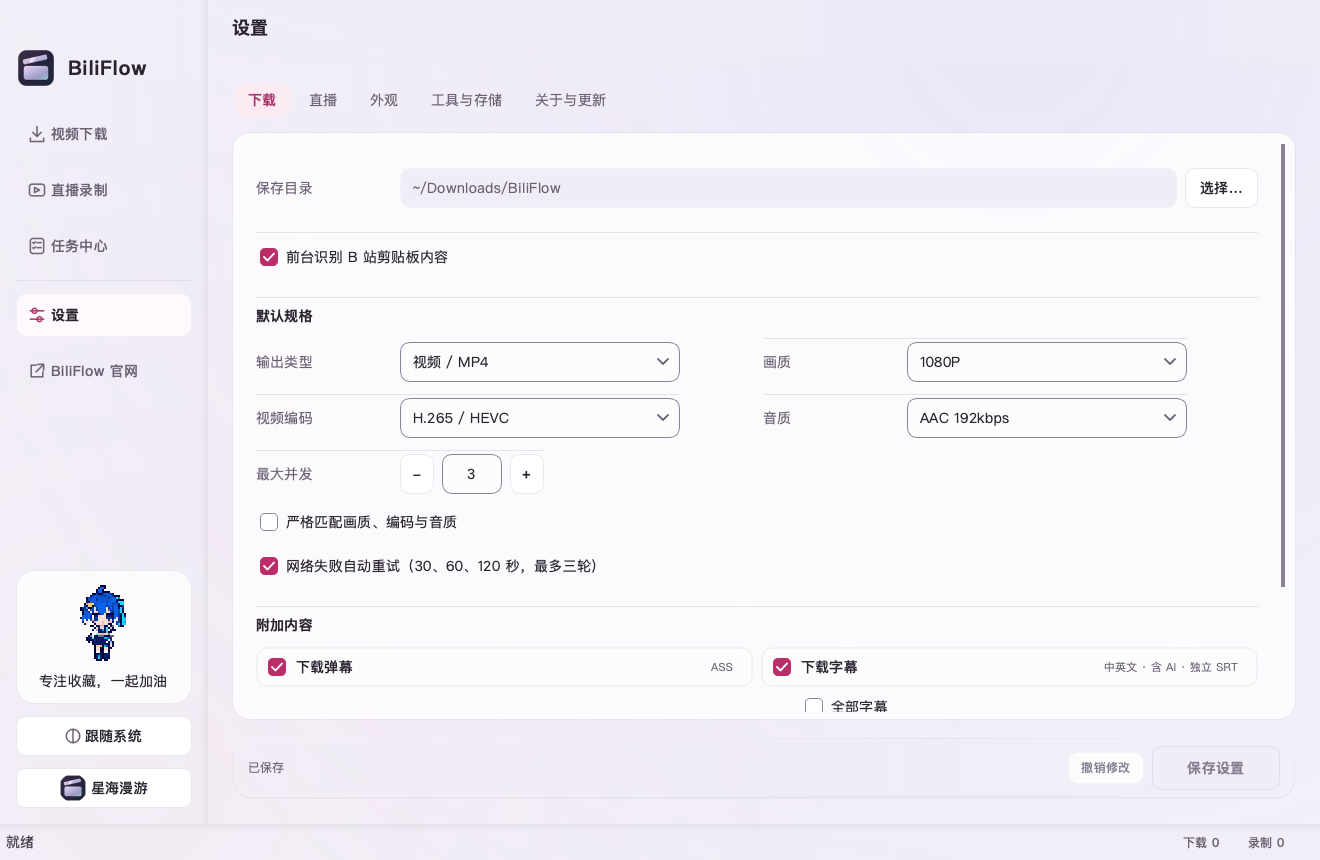 设置
BiliFlow
视频下载
直播录制
任务中心
设置
BiliFlow 官网
专注收藏，一起加油
跟随系统
星海漫游
下载 直播 外观 工具与存储 关于与更新
保存目录 ~/Downloads/BiliFlow 选择...
前台识别 B 站剪贴板内容
默认规格
输出类型 视频 / MP4 画质 1080P
视频编码 H.265 / HEVC 音质 AAC 192kbps
最大并发 − 3 +
严格匹配画质、编码与音质
网络失败自动重试（30、60、120 秒，最多三轮）
附加内容
下载弹幕 ASS 下载字幕 中英文 · 含 AI · 独立 SRT
全部字幕
已保存 撤销修改 保存设置
就绪 下载 0 录制 0